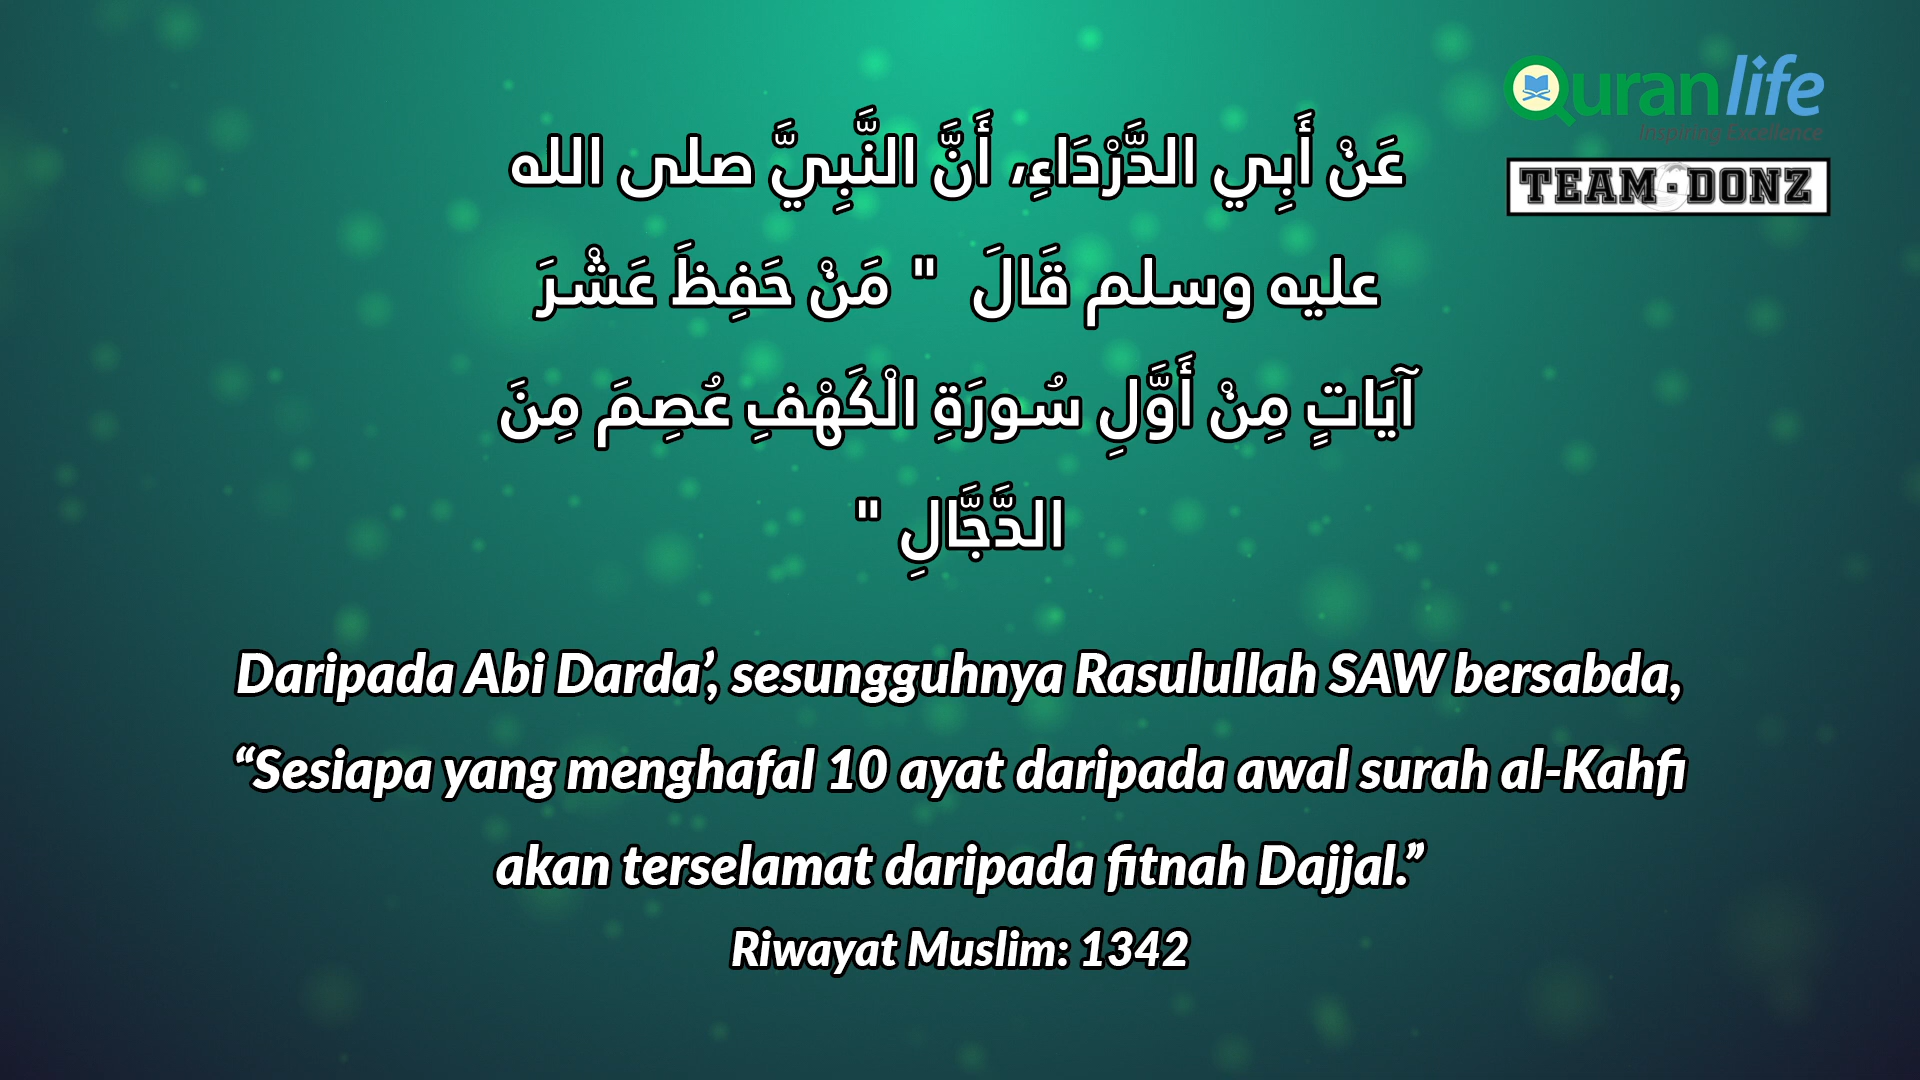 Quranlife
Inspiring Excellence
TEAM·DONZ
عَنْ أَبِي الدَّرْدَاءِ، أَنَّ النَّبِيَّ صلى الله
عليه وسلم قَالَ " مَنْ حَفِظَ عَشْرَ
آيَاتٍ مِنْ أَوَّلِ سُورَةِ الْكَهْفِ عُصِمَ مِنَ
الدَّجَّالِ "
Daripada Abi Darda’, sesungguhnya Rasulullah SAW bersabda,
“Sesiapa yang menghafal 10 ayat daripada awal surah al-Kahfi
akan terselamat daripada fitnah Dajjal.”
Riwayat Muslim: 1342